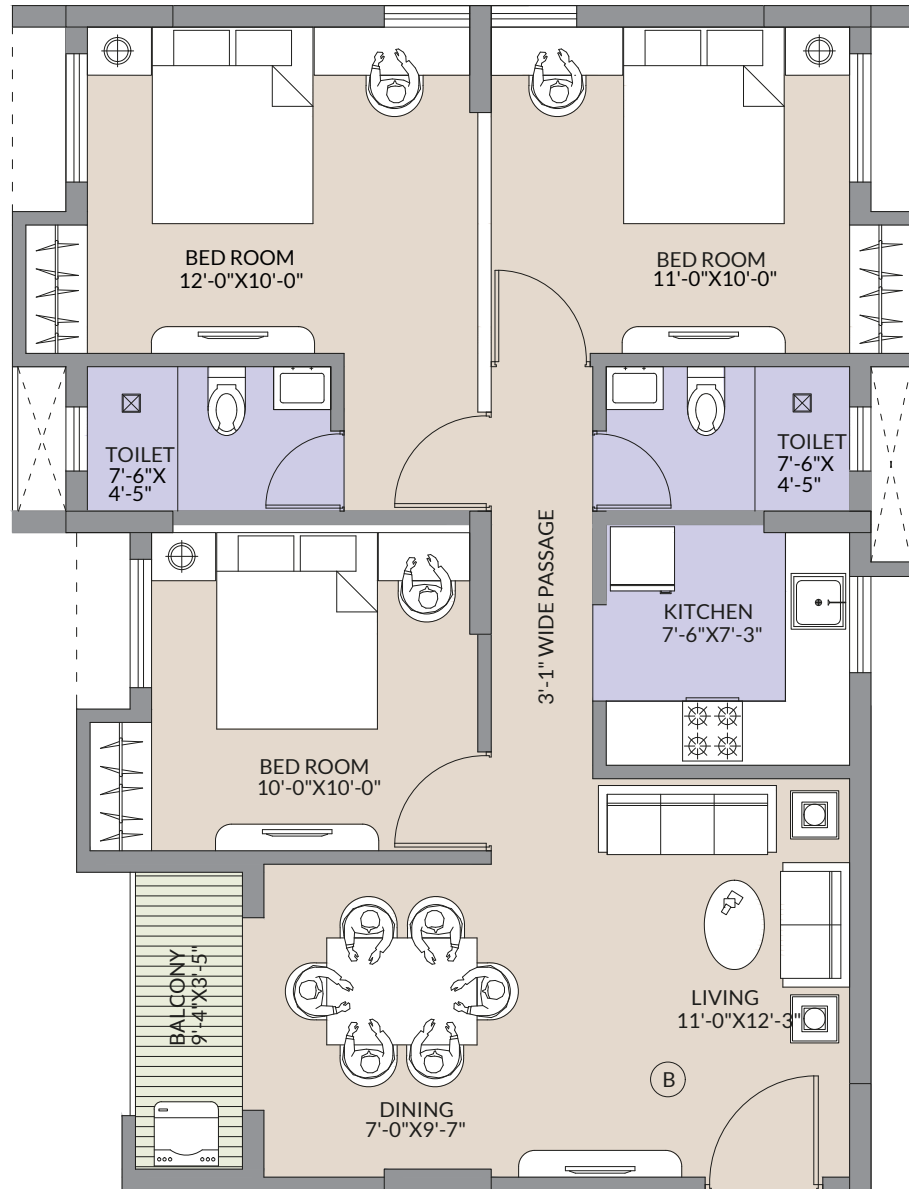 BED ROOM
12'-0"X10'-0"
BED ROOM
11'-0"X10'-0"
TOILET
7'-6"X
4'-5"
TOILET
7'-6"X
4'-5"
3'-1" WIDE PASSAGE
KITCHEN
7'-6"X7'-3"
BED ROOM
10'-0"X10'-0"
BALCONY
9'-4"X3'-5"
LIVING
11'-0"X12'-3"
B
DINING
7'-0"X9'-7"